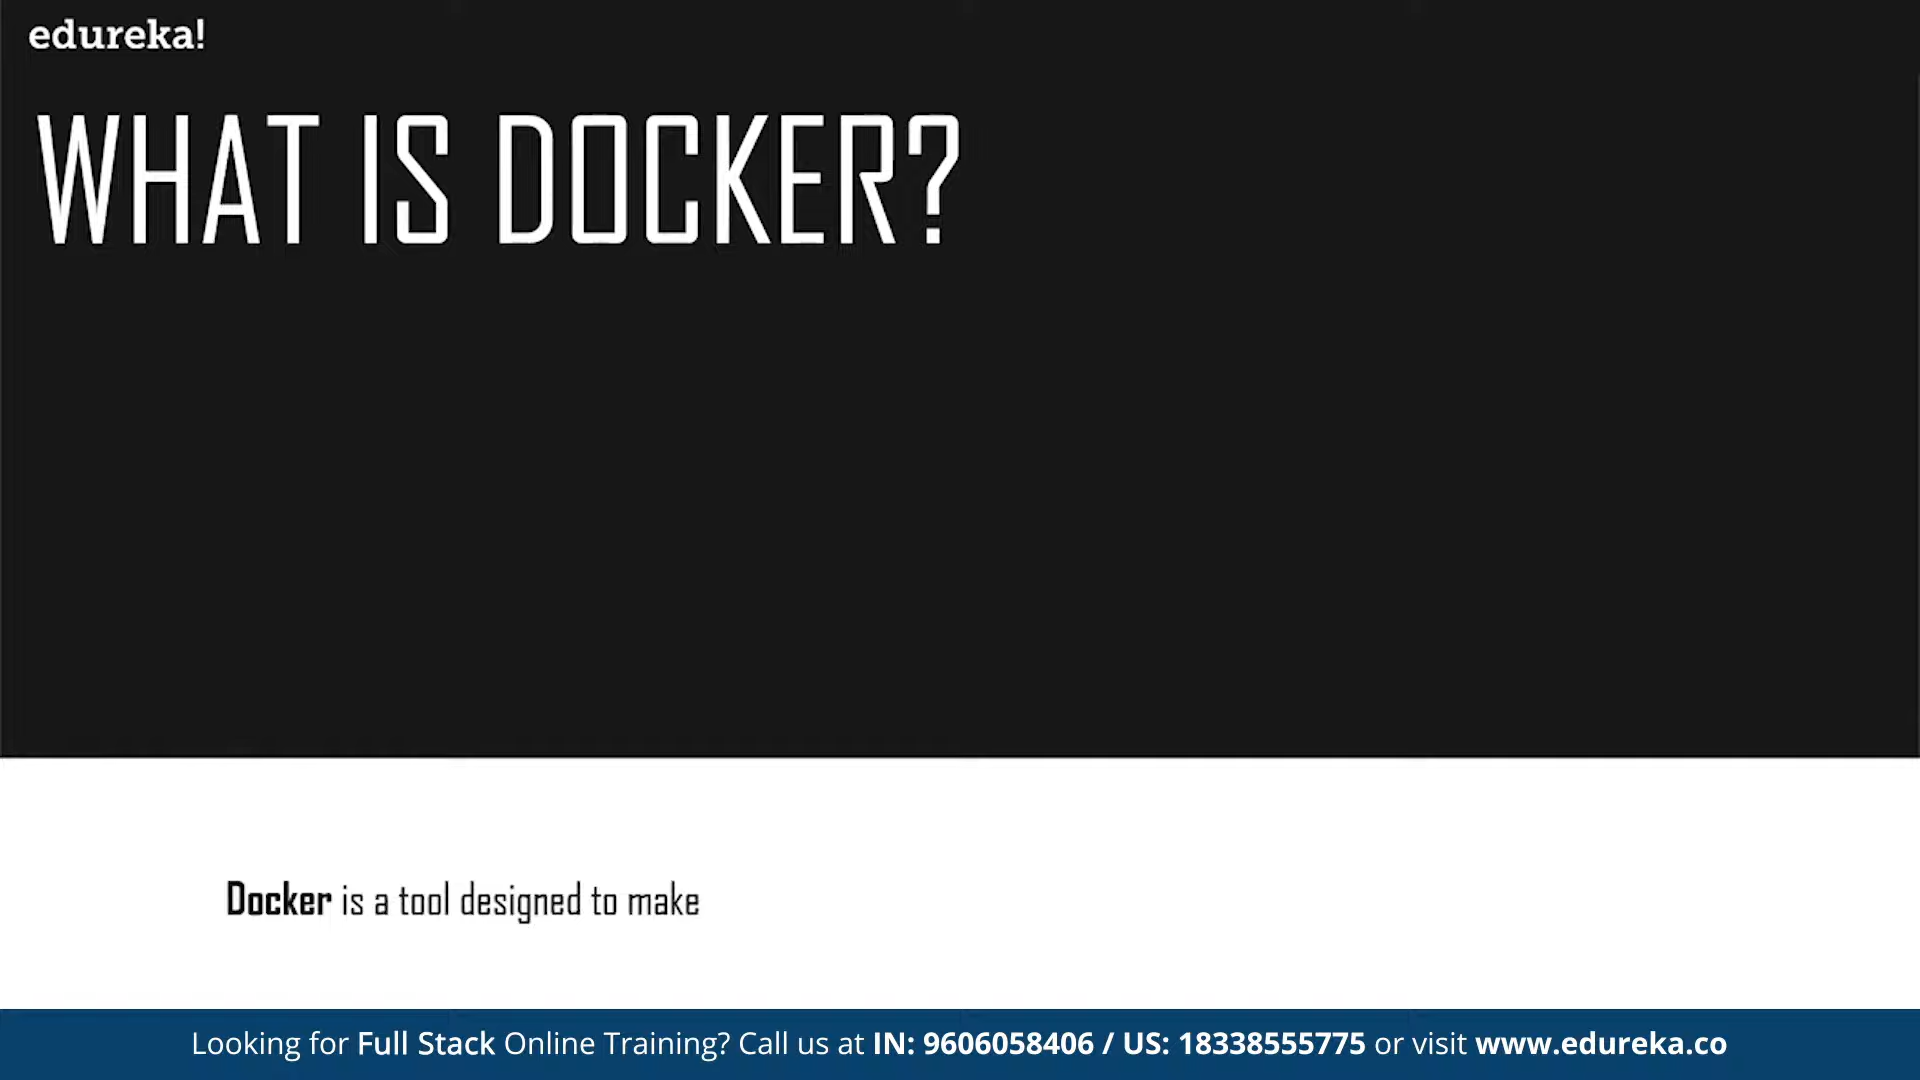 edureka!
WHAT IS DOCKER?
Docker is a tool designed to make
Looking for Full Stack Online Training? Call us at IN: 9606058406 / US: 18338555775 or visit www.edureka.co